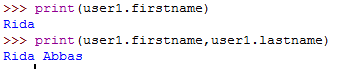 >>> print(user1.firstname)
Rida
>>> print(user1.firstname,user1.lastname)
Rida Abbas